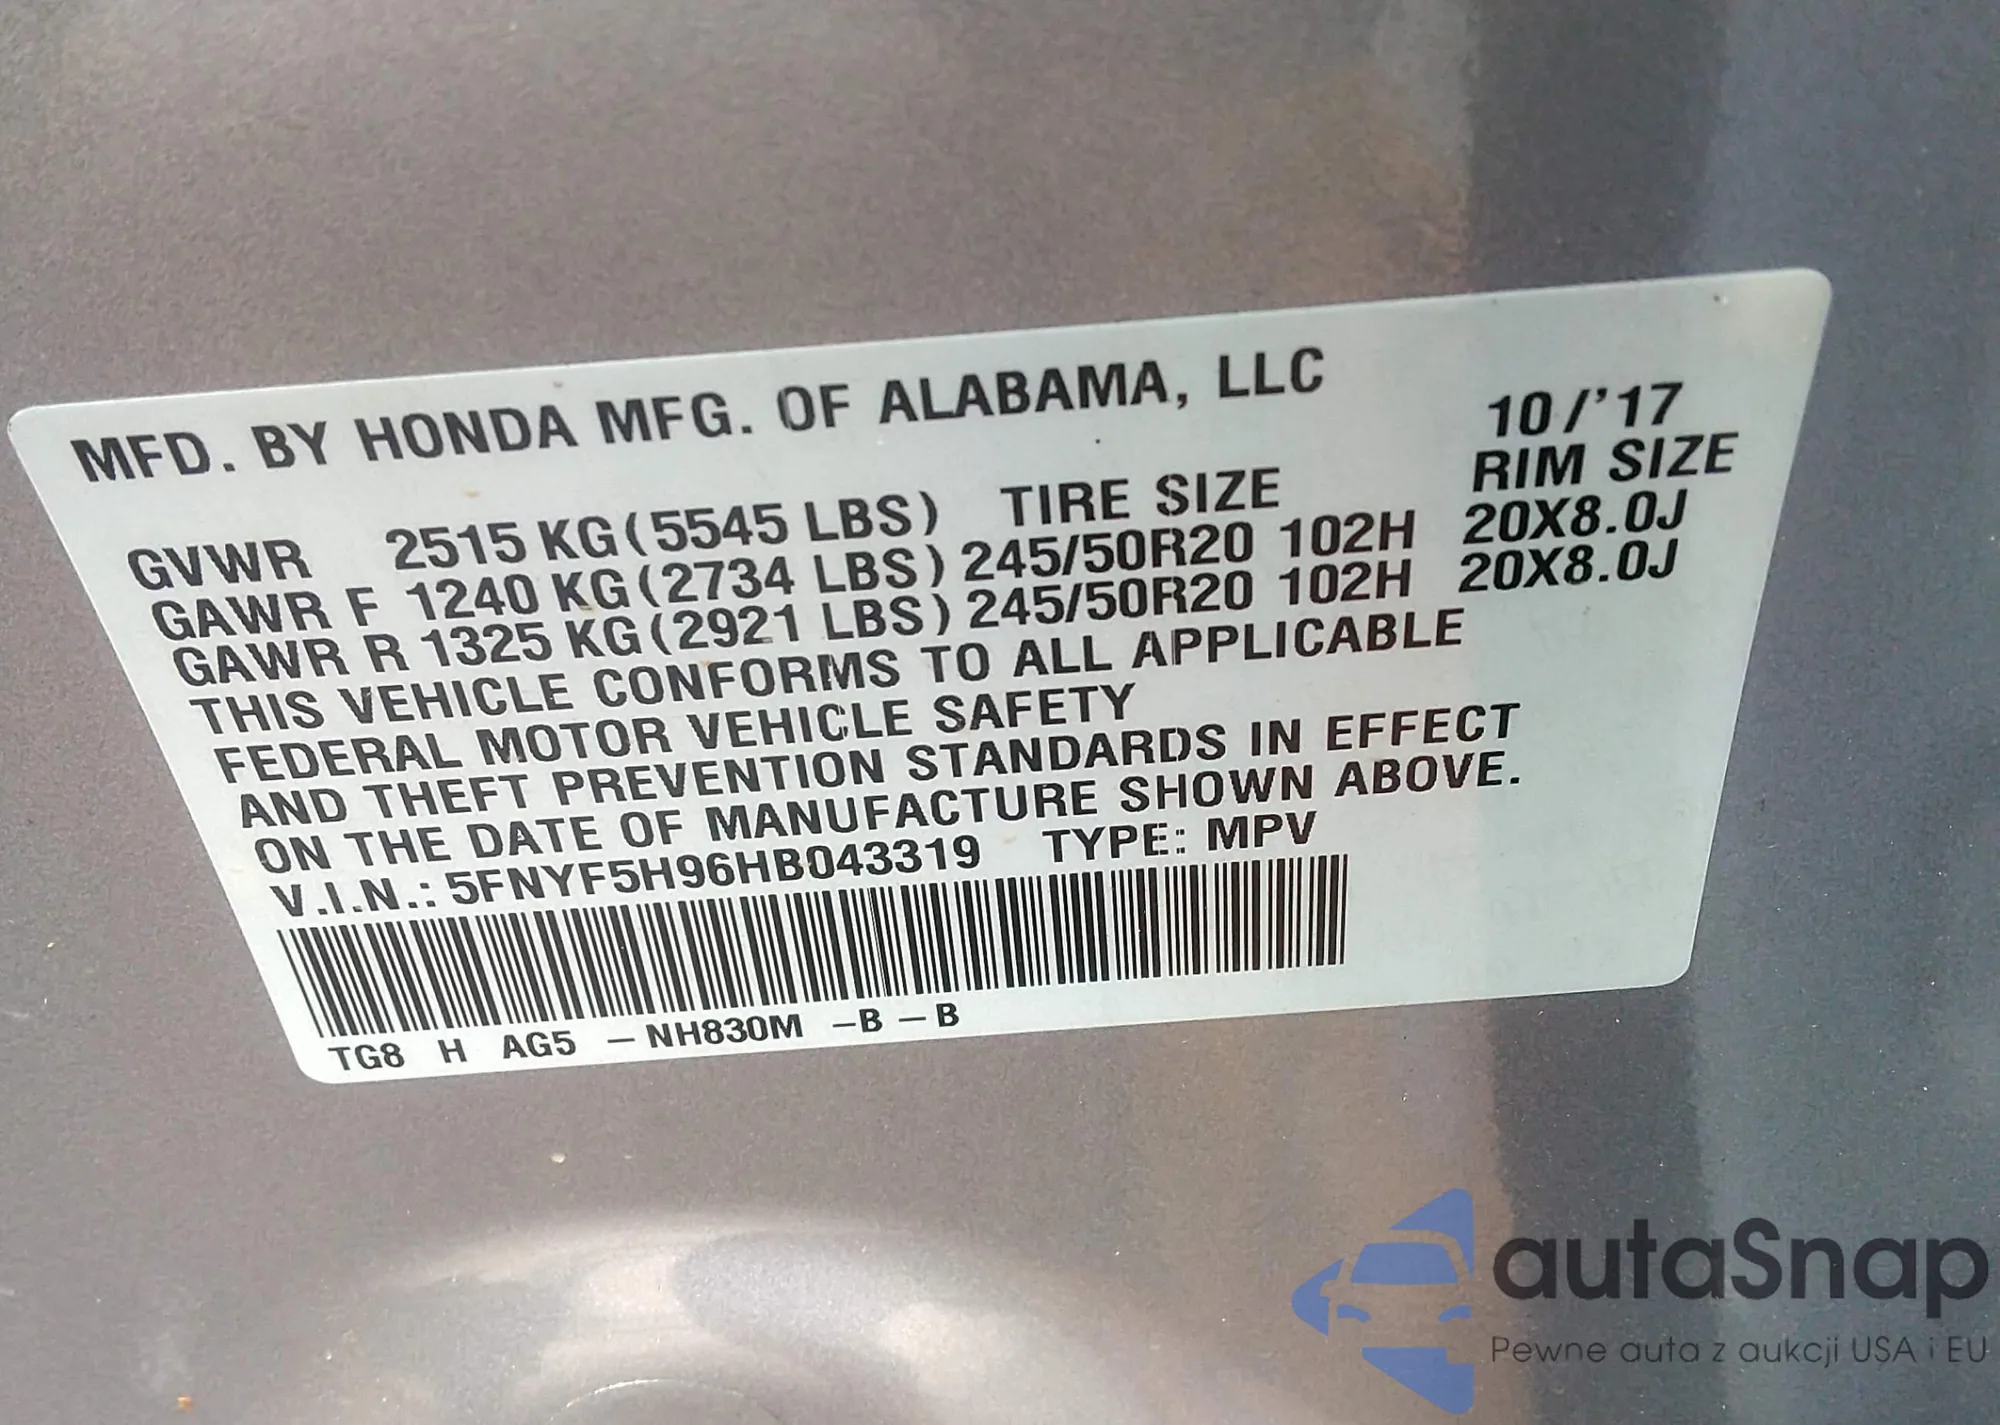 MFD. BY HONDA MFG. OF ALABAMA, LLC 10/'17
GVWR 2515 KG (5545 LBS) TIRE SIZE RIM SIZE
GAWR F 1240 KG (2734 LBS) 245/50R20 102H 20X8.0J
GAWR R 1325 KG (2921 LBS) 245/50R20 102H 20X8.0J
THIS VEHICLE CONFORMS TO ALL APPLICABLE
FEDERAL MOTOR VEHICLE SAFETY
AND THEFT PREVENTION STANDARDS IN EFFECT
ON THE DATE OF MANUFACTURE SHOWN ABOVE.
V.I.N.: 5FNYF5H96HB043319 TYPE: MPV
TG8 H AG5 –NH830M –B –B
autaSnap
Pewne auta z aukcji USA i EU